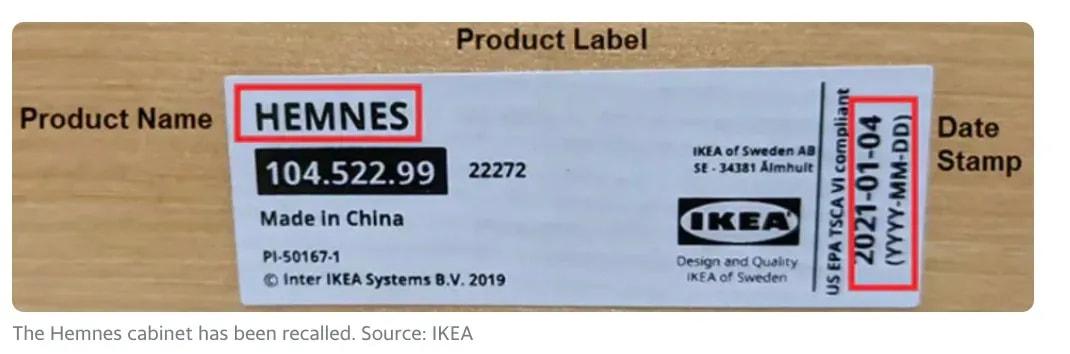 Product Label
Product Name
HEMNES
104.522.99 22272
Made in China
PI-50167-1
© Inter IKEA Systems B.V. 2019
IKEA of Sweden AB
SE - 34381 Älmhult
IKEA
Design and Quality
IKEA of Sweden
US EPA TSCA VI compliant
2021-01-04
(YYYY-MM-DD)
Date
Stamp
The Hemnes cabinet has been recalled. Source: IKEA